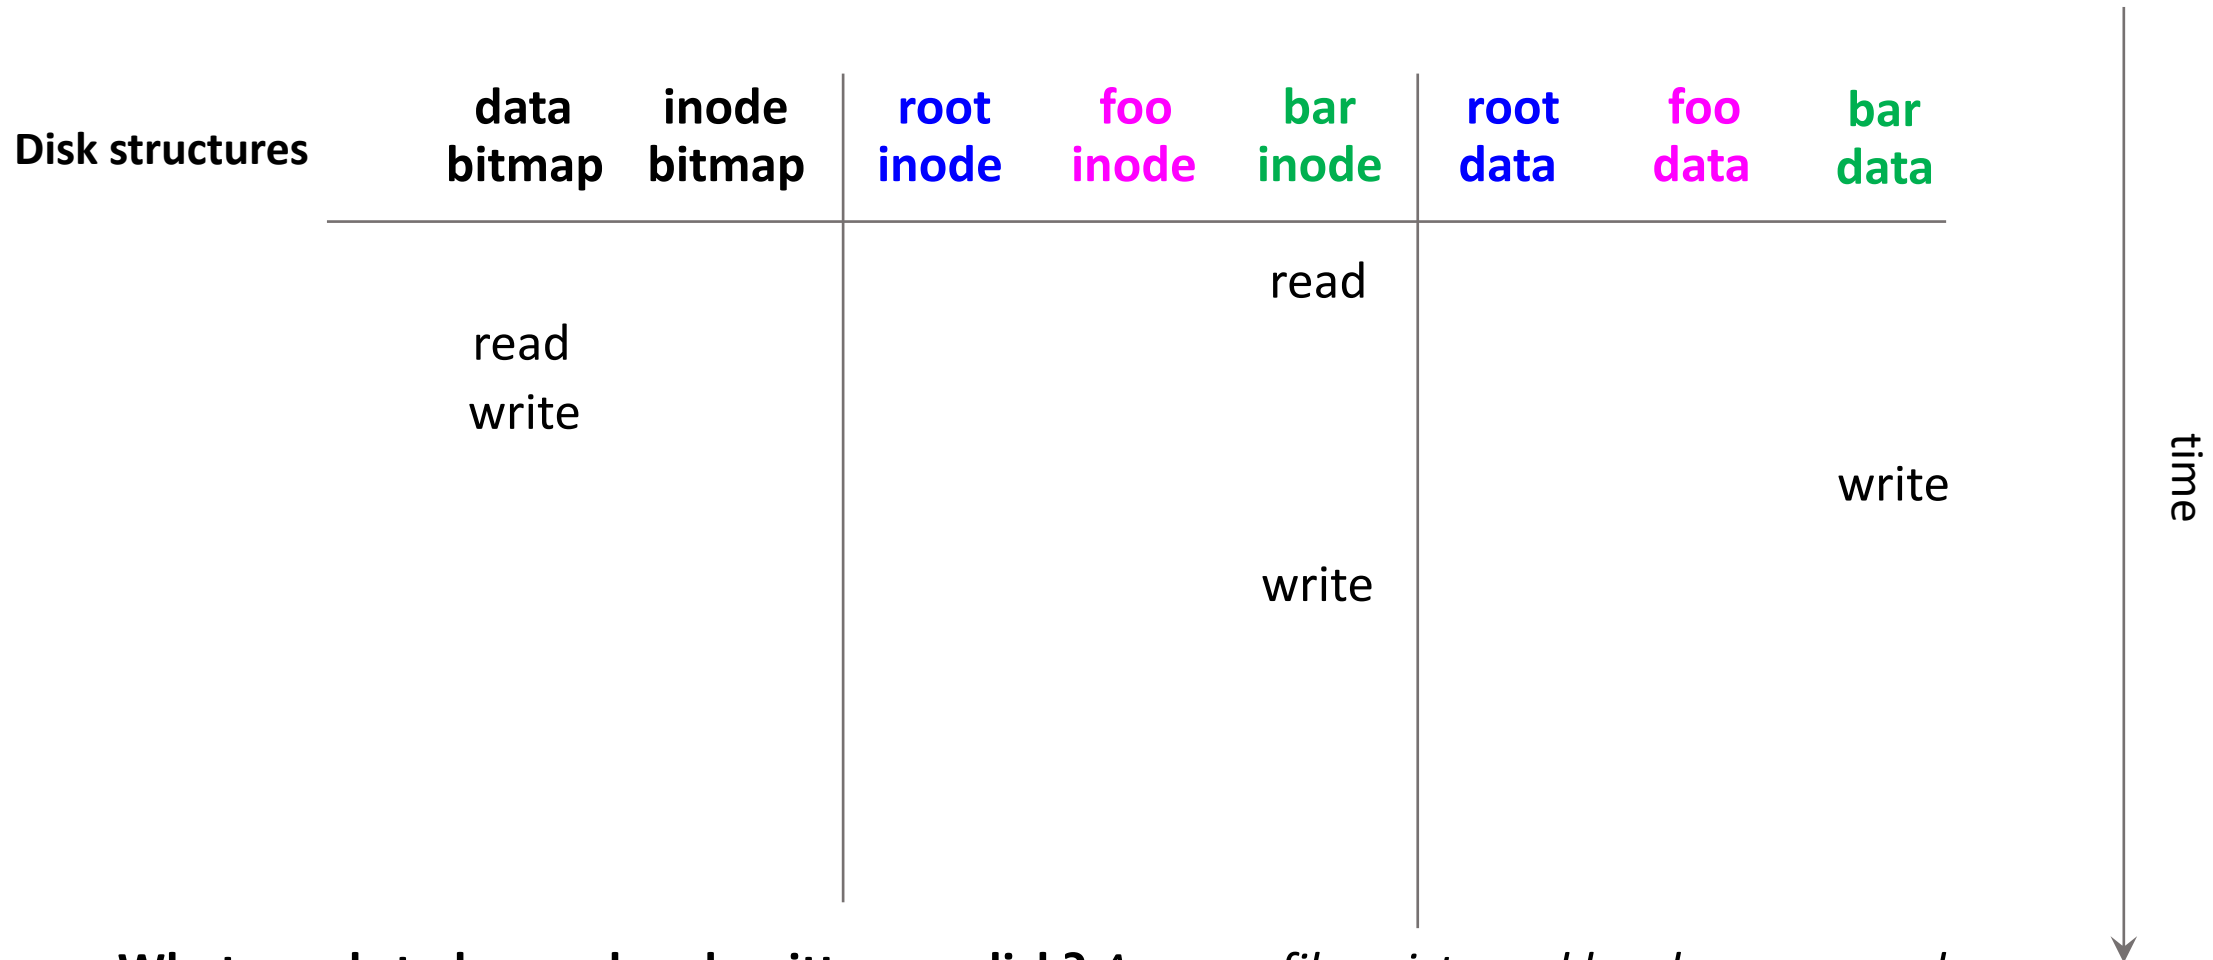 data inode root foo bar root foo bar
Disk structures
bitmap bitmap inode inode inode data data data
read
read
write
write
write
time